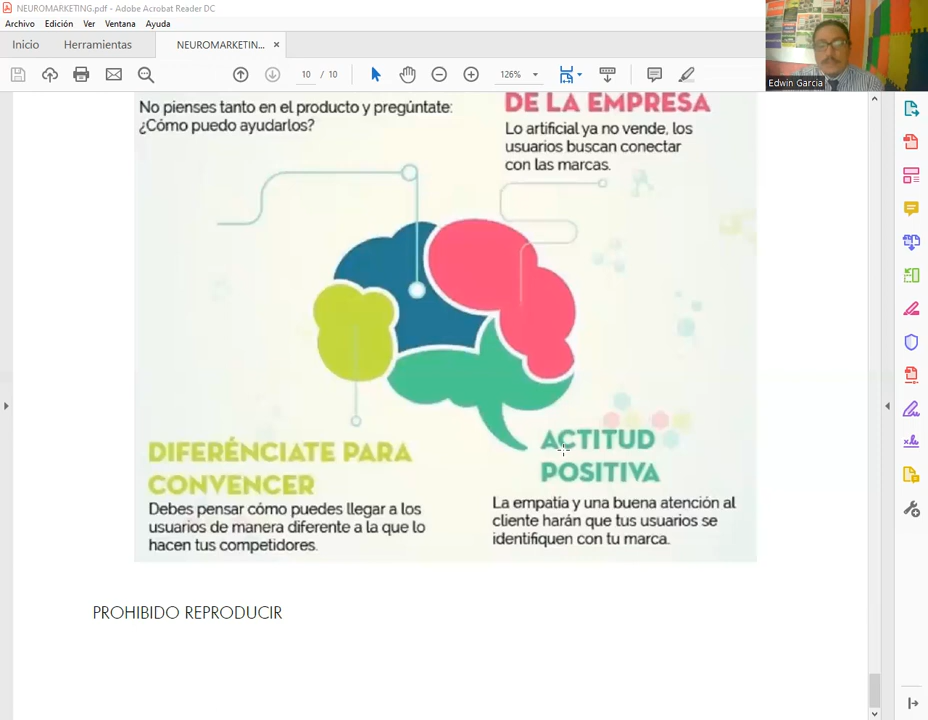 NEUROMARKETING.pdf - Adobe Acrobat Reader DC
Archivo Edición Ver Ventana Ayuda
Inicio Herramientas NEUROMARKETIN... ×
10 / 10 126%
Edwin Garcia
No pienses tanto en el producto y pregúntate:
¿Cómo puedo ayudarlos?
DE LA EMPRESA
Lo artificial ya no vende, los
usuarios buscan conectar
con las marcas.
DIFERÉNCIATE PARA
CONVENCER
Debes pensar cómo puedes llegar a los
usuarios de manera diferente a la que lo
hacen tus competidores.
ACTITUD
POSITIVA
La empatía y una buena atención al
cliente harán que tus usuarios se
identifiquen con tu marca.
PROHIBIDO REPRODUCIR